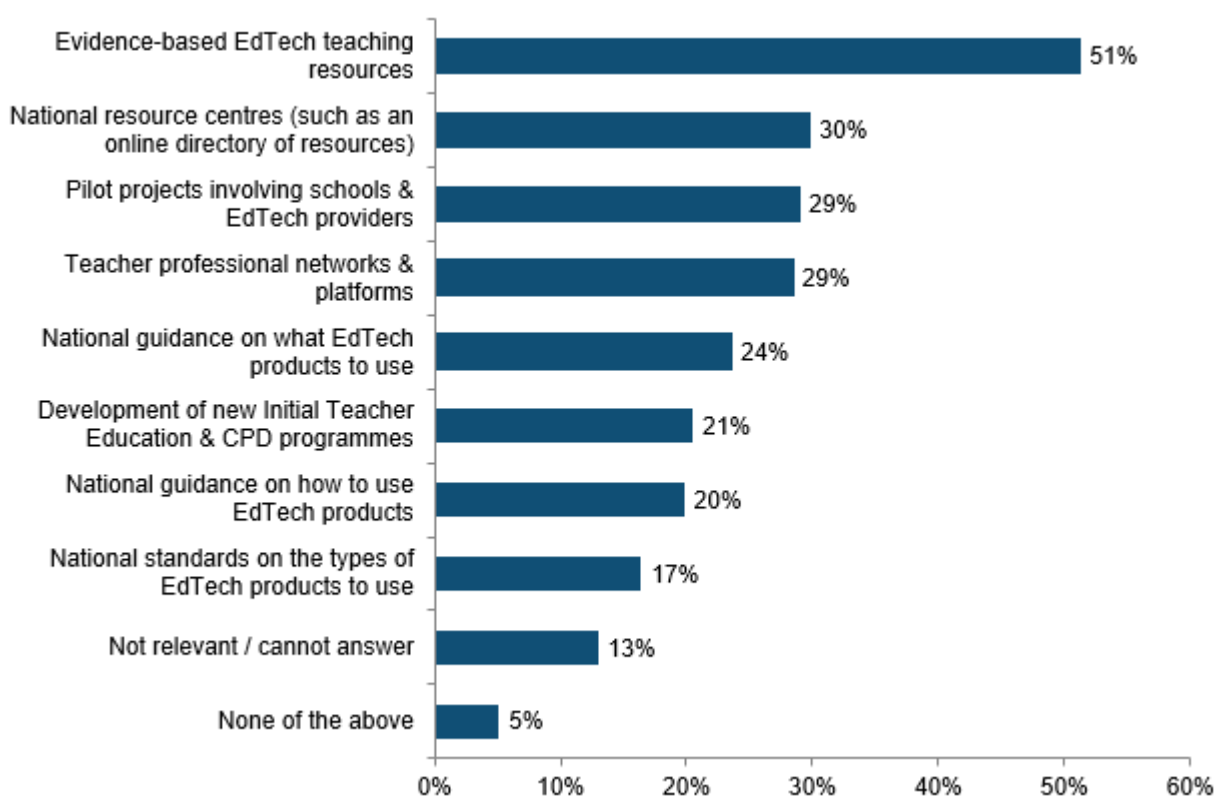 Evidence-based EdTech teaching
resources
51%
National resource centres (such as an
online directory of resources)
30%
Pilot projects involving schools &
EdTech providers
29%
Teacher professional networks &
platforms
29%
National guidance on what EdTech
products to use
24%
Development of new Initial Teacher
Education & CPD programmes
21%
National guidance on how to use
EdTech products
20%
National standards on the types of
EdTech products to use
17%
Not relevant / cannot answer
13%
None of the above
5%
0% 10% 20% 30% 40% 50% 60%